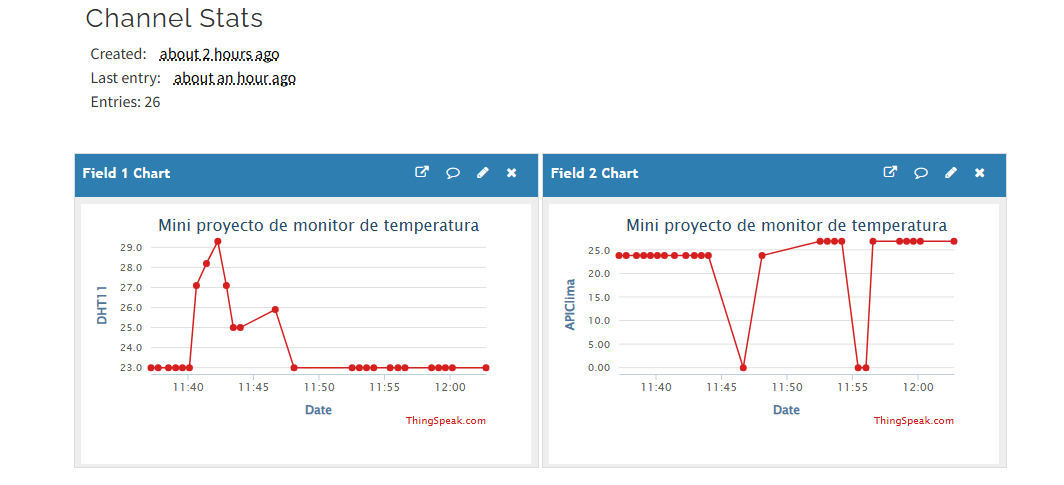 Channel Stats
Created: about 2 hours ago
Last entry: about an hour ago
Entries: 26
Field 1 Chart
Mini proyecto de monitor de temperatura
DHT11
29.0
28.0
27.0
26.0
25.0
24.0
23.0
11:40 11:45 11:50 11:55 12:00
Date
ThingSpeak.com
Field 2 Chart
Mini proyecto de monitor de temperatura
APIClima
25.0
20.0
15.0
10.0
5.00
0.00
11:40 11:45 11:50 11:55 12:00
Date
ThingSpeak.com